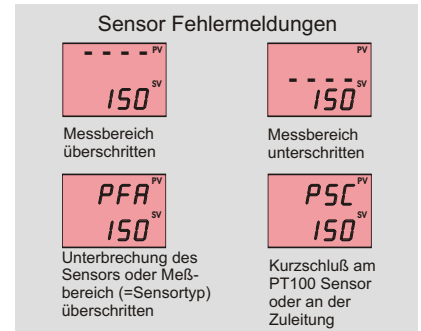 Sensor Fehlermeldungen
- - - - PV
150 SV
Messbereich
überschritten
PV
- - - -
150 SV
Messbereich
unterschritten
PFA PV
150 SV
Unterbrechung des
Sensors oder Meß-
bereich (=Sensortyp)
überschritten
PSC PV
150 SV
Kurzschluß am
PT100 Sensor
oder an der
Zuleitung